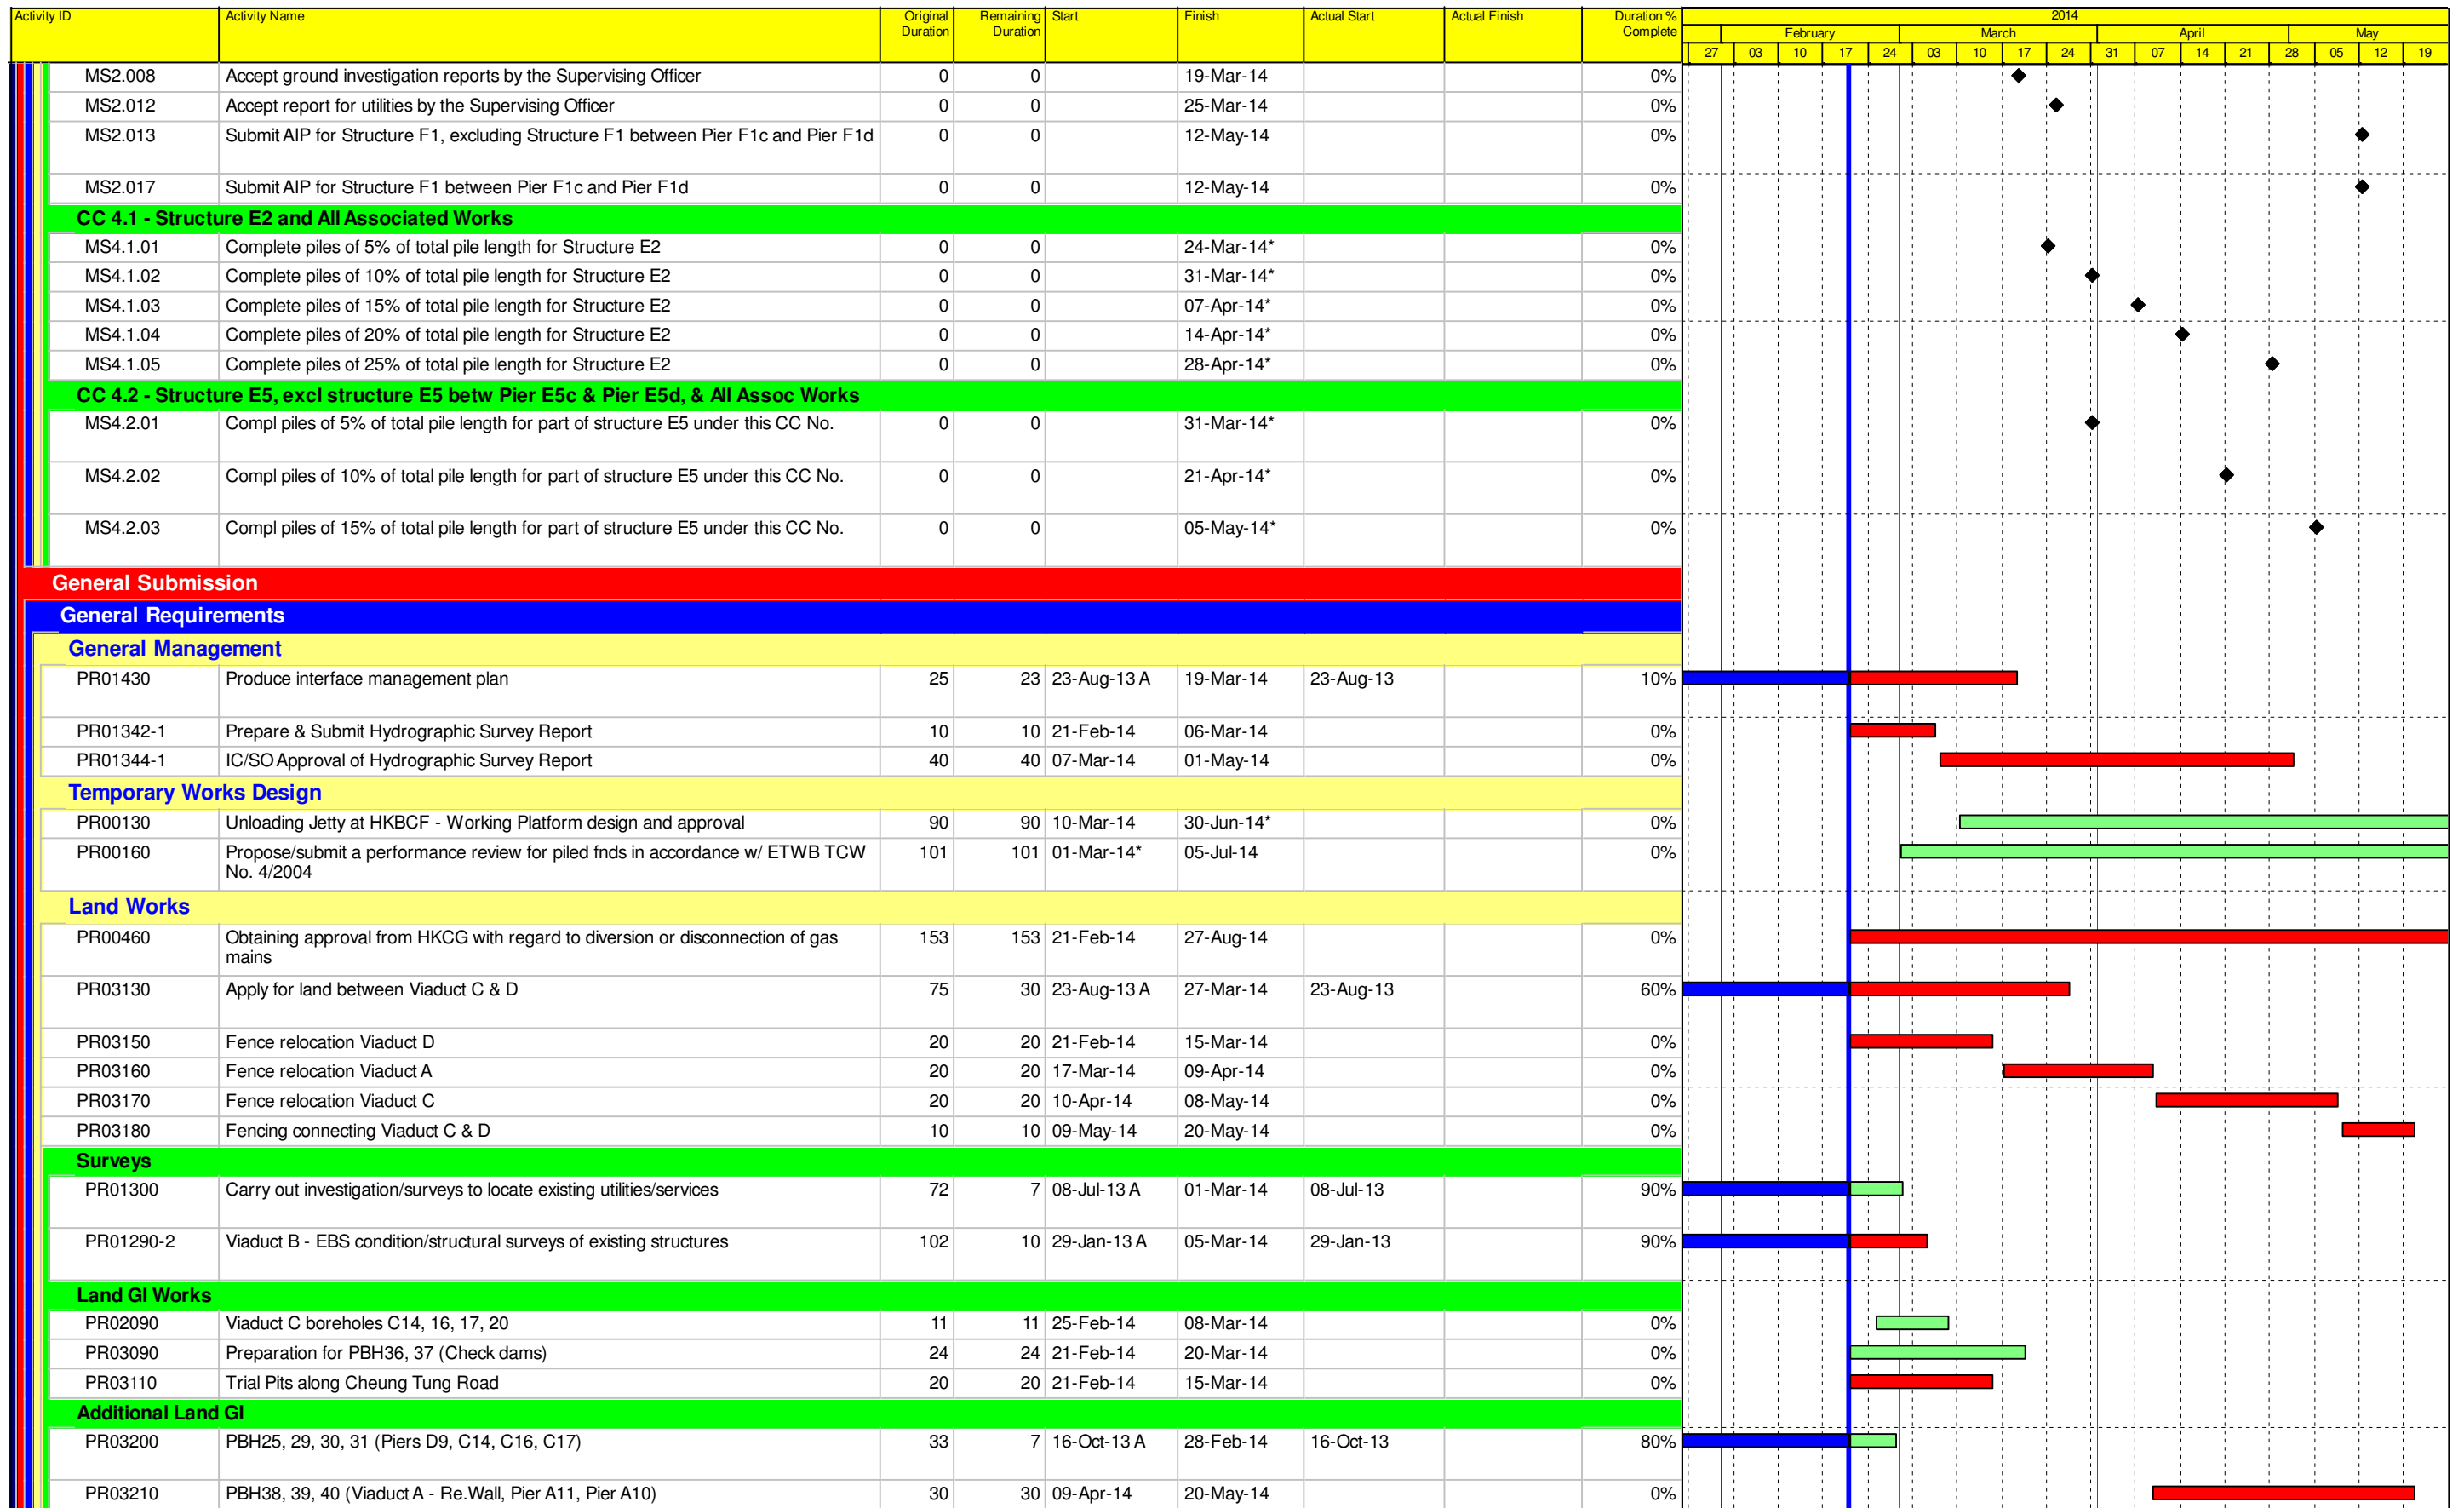 Activity ID Activity Name Original Duration Remaining Duration Start Finish Actual Start Actual Finish Duration % Complete 2014
February March April May
27 03 10 17 24 03 10 17 24 31 07 14 21 28 05 12 19
MS2.008 Accept ground investigation reports by the Supervising Officer 0 0 19-Mar-14 0%
MS2.012 Accept report for utilities by the Supervising Officer 0 0 25-Mar-14 0%
MS2.013 Submit AIP for Structure F1, excluding Structure F1 between Pier F1c and Pier F1d 0 0 12-May-14 0%
MS2.017 Submit AIP for Structure F1 between Pier F1c and Pier F1d 0 0 12-May-14 0%
CC 4.1 - Structure E2 and All Associated Works
MS4.1.01 Complete piles of 5% of total pile length for Structure E2 0 0 24-Mar-14* 0%
MS4.1.02 Complete piles of 10% of total pile length for Structure E2 0 0 31-Mar-14* 0%
MS4.1.03 Complete piles of 15% of total pile length for Structure E2 0 0 07-Apr-14* 0%
MS4.1.04 Complete piles of 20% of total pile length for Structure E2 0 0 14-Apr-14* 0%
MS4.1.05 Complete piles of 25% of total pile length for Structure E2 0 0 28-Apr-14* 0%
CC 4.2 - Structure E5, excl structure E5 betw Pier E5c & Pier E5d, & All Assoc Works
MS4.2.01 Compl piles of 5% of total pile length for part of structure E5 under this CC No. 0 0 31-Mar-14* 0%
MS4.2.02 Compl piles of 10% of total pile length for part of structure E5 under this CC No. 0 0 21-Apr-14* 0%
MS4.2.03 Compl piles of 15% of total pile length for part of structure E5 under this CC No. 0 0 05-May-14* 0%
General Submission
General Requirements
General Management
PR01430 Produce interface management plan 25 23 23-Aug-13 A 19-Mar-14 23-Aug-13 10%
PR01342-1 Prepare & Submit Hydrographic Survey Report 10 10 21-Feb-14 06-Mar-14 0%
PR01344-1 IC/SO Approval of Hydrographic Survey Report 40 40 07-Mar-14 01-May-14 0%
Temporary Works Design
PR00130 Unloading Jetty at HKBCF - Working Platform design and approval 90 90 10-Mar-14 30-Jun-14* 0%
PR00160 Propose/submit a performance review for piled fnds in accordance w/ ETWB TCW 101 101 01-Mar-14* 05-Jul-14 0%
No. 4/2004
Land Works
PR00460 Obtaining approval from HKCG with regard to diversion or disconnection of gas 153 153 21-Feb-14 27-Aug-14 0%
mains
PR03130 Apply for land between Viaduct C & D 75 30 23-Aug-13 A 27-Mar-14 23-Aug-13 60%
PR03150 Fence relocation Viaduct D 20 20 21-Feb-14 15-Mar-14 0%
PR03160 Fence relocation Viaduct A 20 20 17-Mar-14 09-Apr-14 0%
PR03170 Fence relocation Viaduct C 20 20 10-Apr-14 08-May-14 0%
PR03180 Fencing connecting Viaduct C & D 10 10 09-May-14 20-May-14 0%
Surveys
PR01300 Carry out investigation/surveys to locate existing utilities/services 72 7 08-Jul-13 A 01-Mar-14 08-Jul-13 90%
PR01290-2 Viaduct B - EBS condition/structural surveys of existing structures 102 10 29-Jan-13 A 05-Mar-14 29-Jan-13 90%
Land GI Works
PR02090 Viaduct C boreholes C14, 16, 17, 20 11 11 25-Feb-14 08-Mar-14 0%
PR03090 Preparation for PBH36, 37 (Check dams) 24 24 21-Feb-14 20-Mar-14 0%
PR03110 Trial Pits along Cheung Tung Road 20 20 21-Feb-14 15-Mar-14 0%
Additional Land GI
PR03200 PBH25, 29, 30, 31 (Piers D9, C14, C16, C17) 33 7 16-Oct-13 A 28-Feb-14 16-Oct-13 80%
PR03210 PBH38, 39, 40 (Viaduct A - Re.Wall, Pier A11, Pier A10) 30 30 09-Apr-14 20-May-14 0%